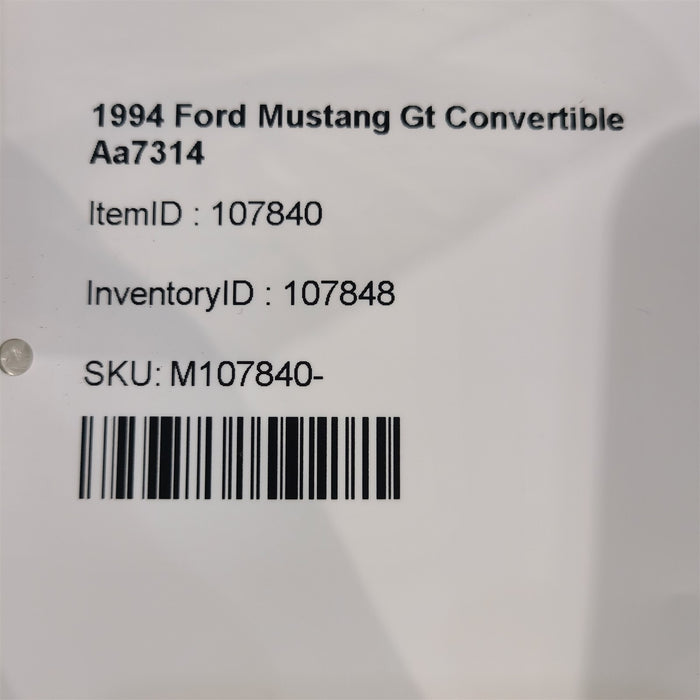 1994 Ford Mustang Gt Convertible
Aa7314
ItemID : 107840
InventoryID : 107848
SKU: M107840-